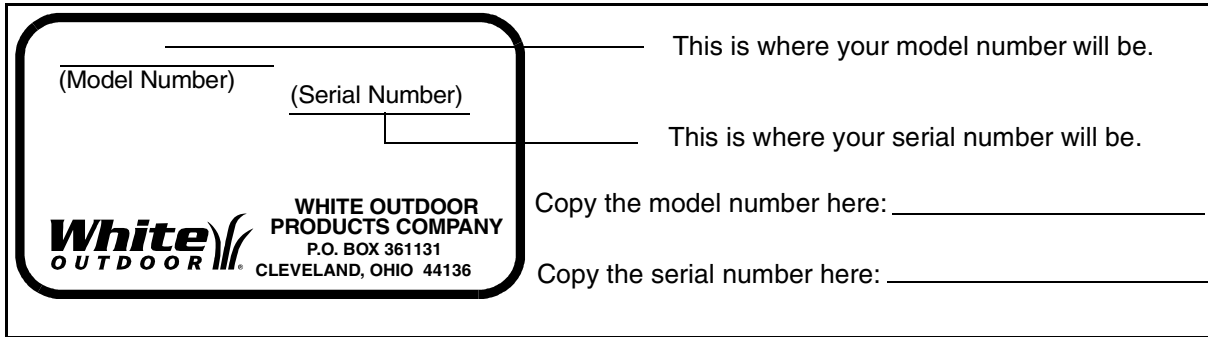 This is where your model number will be.
(Model Number)
(Serial Number)
This is where your serial number will be.
White
OUTDOOR
®
WHITE OUTDOOR
PRODUCTS COMPANY
P.O. BOX 361131
CLEVELAND, OHIO 44136
Copy the model number here:
Copy the serial number here: